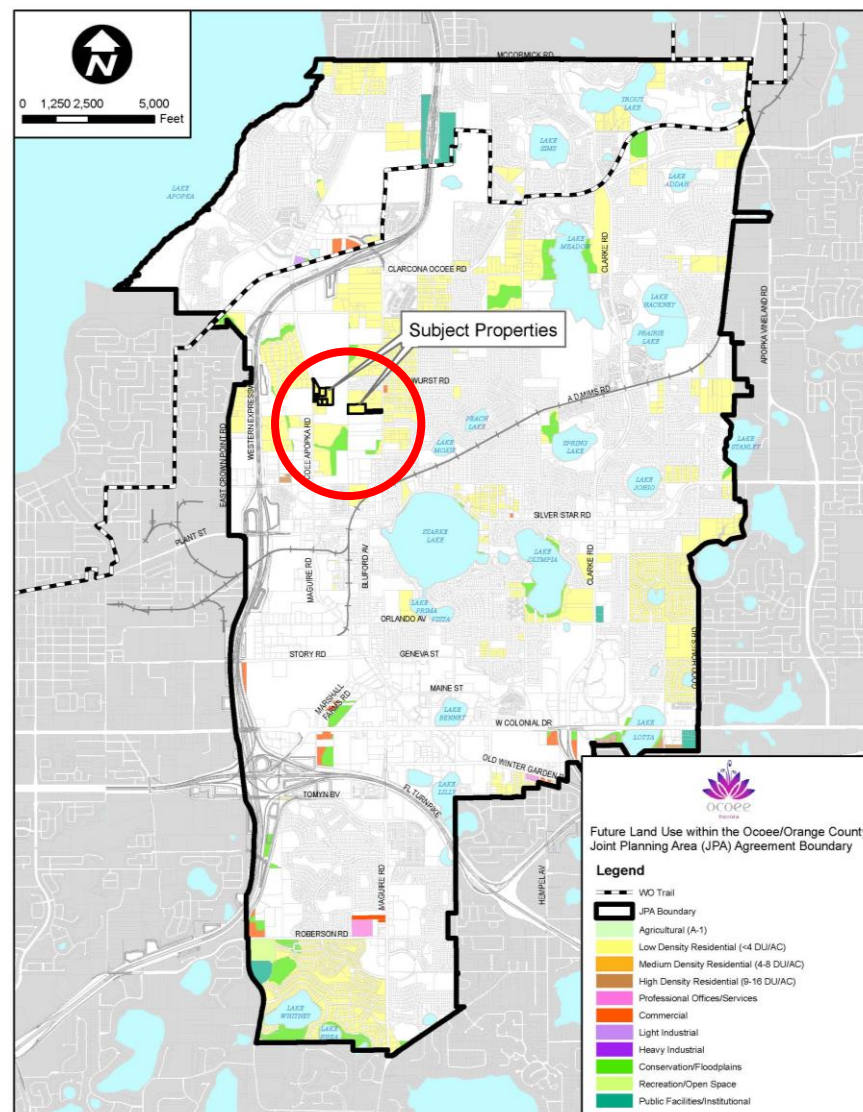 MCCORMICK RD
N
0 1,250 2,500 5,000
Feet
TROUT
LAKE
LAKE
SIMS
LAKE
ADDAH
LAKE
APOPKA
LAKE
MEADOW
CLARKE RD
CLARCONA OCOEE RD
LAKE
HACKNEY
APOPKA VINELAND RD
PRAIRIE
LAKE
Subject Properties
WURST RD
A D MIMS RD
WESTERN EXPRESSW
EAST CROWN POINT RD
OCOEE APOPKA RD
PEACH
LAKE
LAKE
MOXIE
SPRING
LAKE
LAKE
STANLEY
LAKE
JOHIO
PLANT ST
SILVER STAR RD
STARKE
LAKE
LAKE
OLYMPIA
CLARKE RD
MAGUIRE RD
BLUFORD AV
LAKE
PRIMA
VISTA
ORLANDO AV
STORY RD
GENEVA ST
GOOD HOMES RD
MAINE ST
MARSHALL
FARMS RD
LAKE
BENNET
W COLONIAL DR
LAKE
LOTTA
OLD WINTER GARDEN
LAKE
LILLY
TOMYN BV
FL TURNPIKE
HEMPEL AV
MAGUIRE RD
ROBERSON RD
LAKE
WHITNEY
LAKE
ocoee
florida
Future Land Use within the Ocoee/Orange County
Joint Planning Area (JPA) Agreement Boundary
Legend
WO Trail
JPA Boundary
Agricultural (A-1)
Low Density Residential (<4 DU/AC)
Medium Density Residential (4-8 DU/AC)
High Density Residential (9-16 DU/AC)
Professional Offices/Services
Commercial
Light Industrial
Heavy Industrial
Conservation/Floodplains
Recreation/Open Space
Public Facilities/Institutional